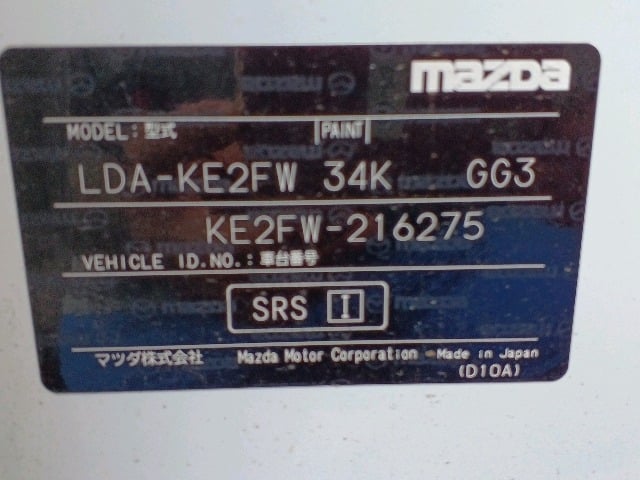 mazda
MODEL: 型式 PAINT
LDA-KE2FW 34K GG3
KE2FW-216275
VEHICLE ID.NO.: 車台番号
SRS I
マツダ株式会社 Mazda Motor Corporation Made in Japan
(D10A)